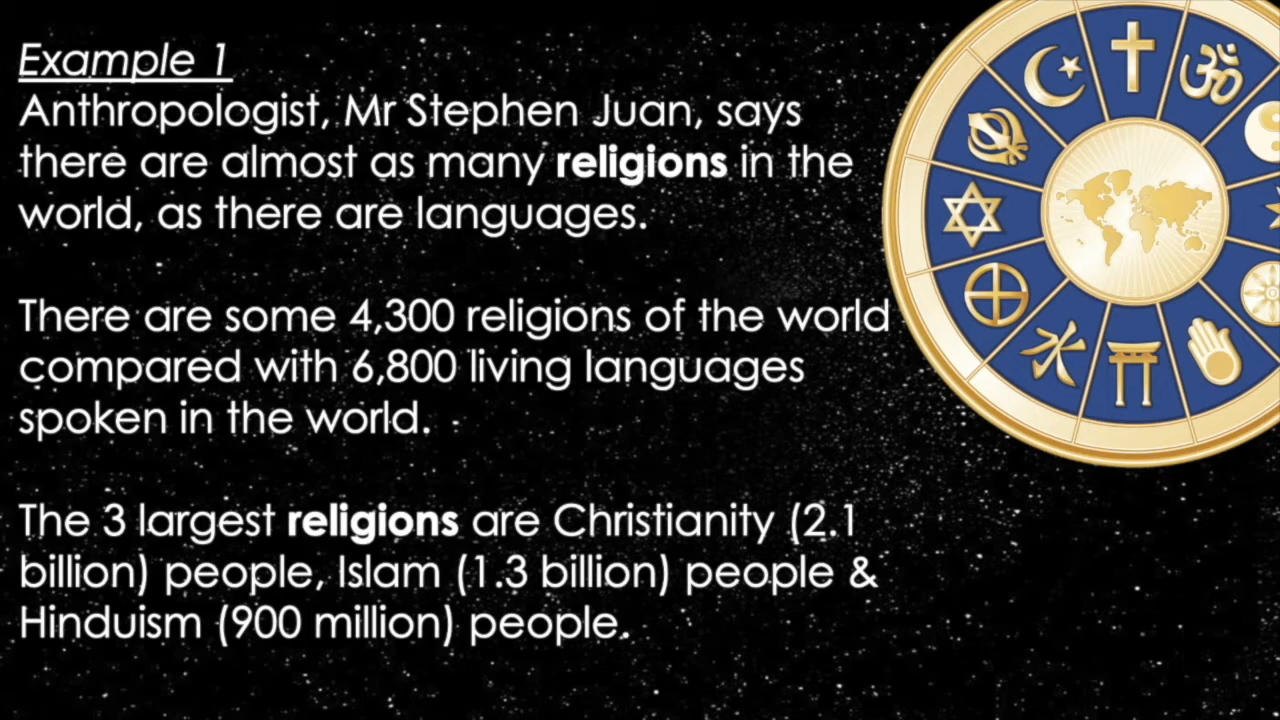 Example 1
Anthropologist, Mr Stephen Juan, says
there are almost as many religions in the
world, as there are languages.
There are some 4,300 religions of the world
compared with 6,800 living languages
spoken in the world.
The 3 largest religions are Christianity (2.1
billion) people, Islam (1.3 billion) people &
Hinduism (900 million) people.